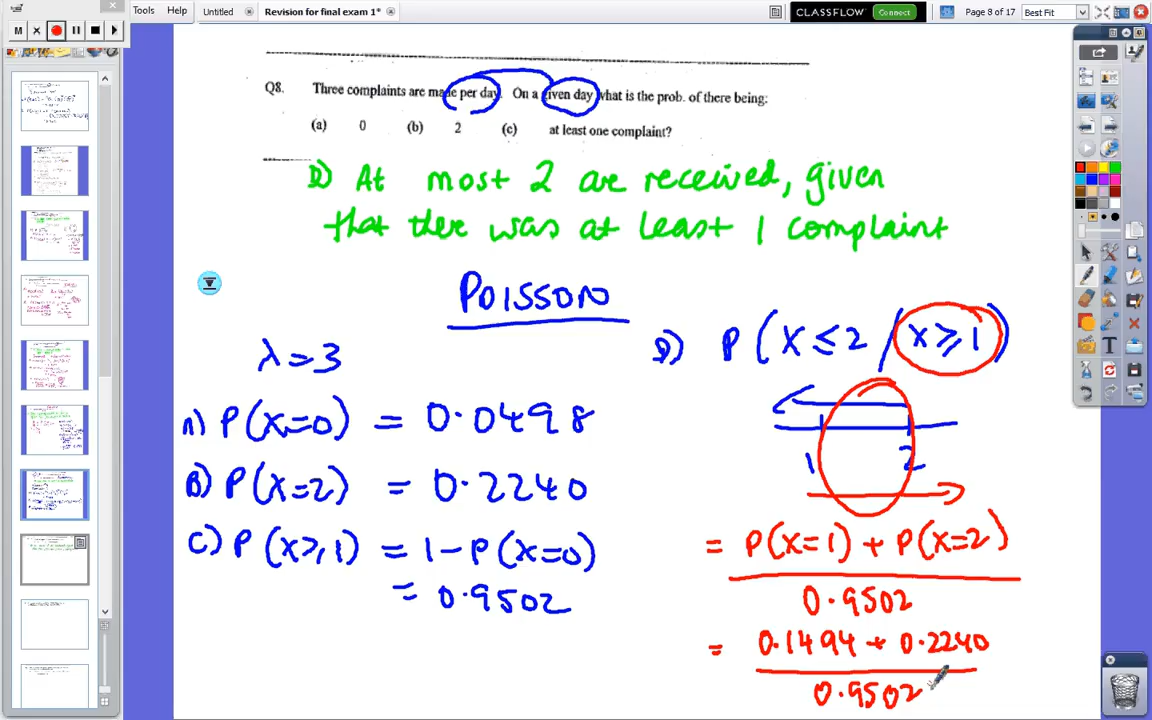 Tools Help Untitled Revision for final exam 1* CLASSFLOW Connect Page 8 of 17 Best Fit
M
Q8. Three complaints are made per day. On a given day what is the prob. of there being:
(a) 0 (b) 2 (c) at least one complaint?
D) At most 2 are received, given
that there was at least 1 complaint
POISSON
λ=3
A) P(X=0) = 0.0498
B) P(X=2) = 0.2240
C) P(X≥1) = 1-P(X=0)
= 0.9502
D) P(X≤2 / X≥1)
1 2
= P(X=1) + P(X=2)
0.9502
= 0.1494 + 0.2240
0.9502